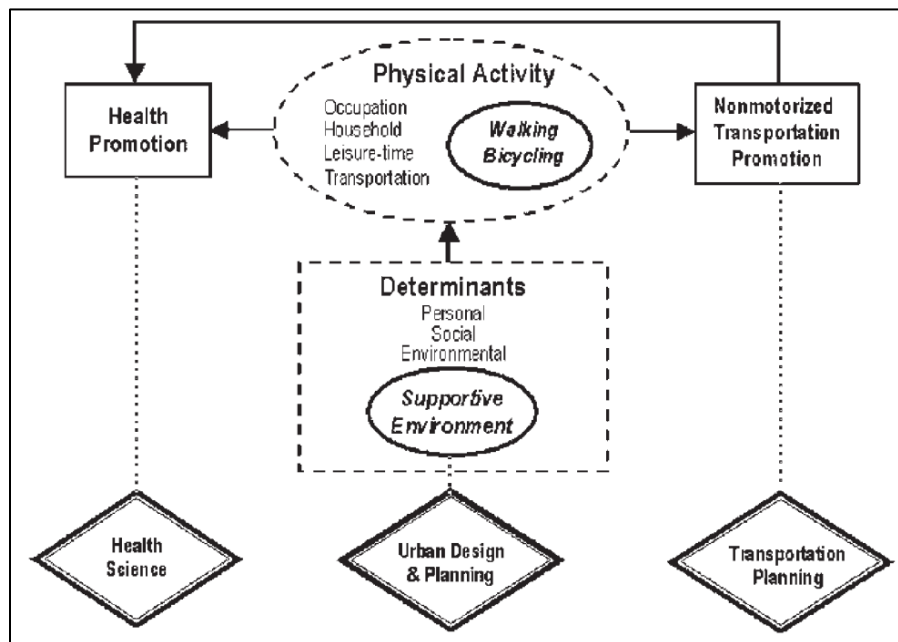 Physical Activity
Occupation
Household
Leisure-time
Transportation
Walking
Bicycling
Health
Promotion
Nonmotorized
Transportation
Promotion
Determinants
Personal
Social
Environmental
Supportive
Environment
Health
Science
Urban Design
& Planning
Transportation
Planning